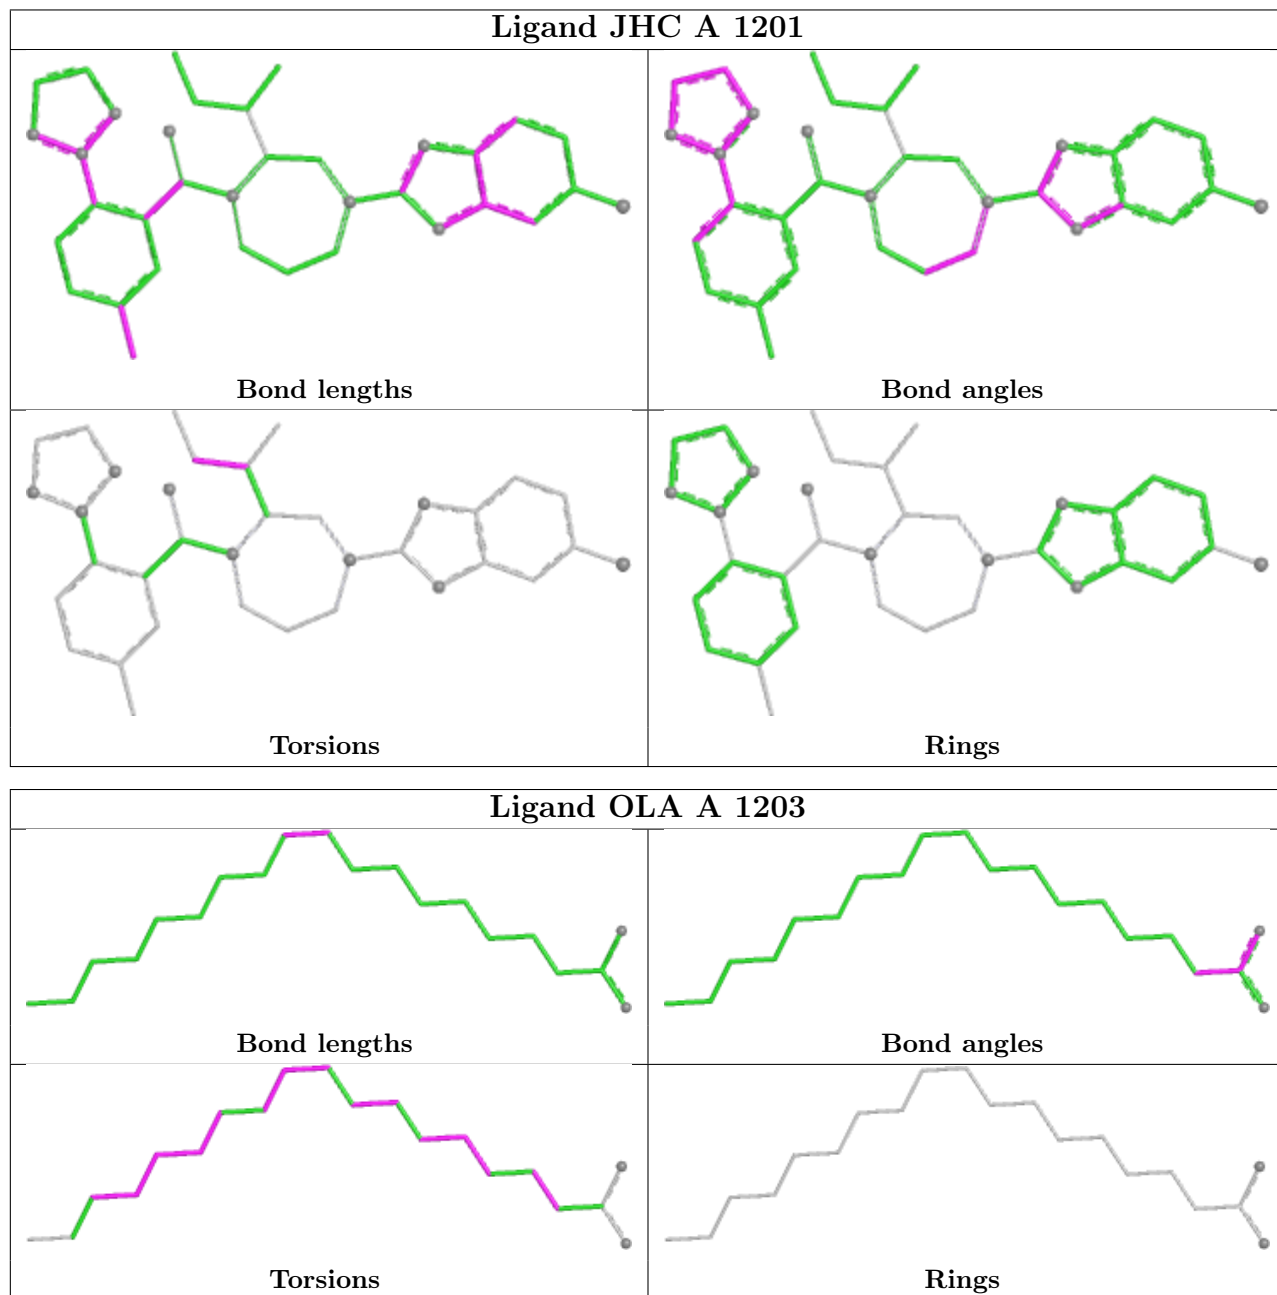 Ligand JHC A 1201
Bond lengths
Bond angles
Torsions
Rings
Ligand OLA A 1203
Bond lengths
Bond angles
Torsions
Rings